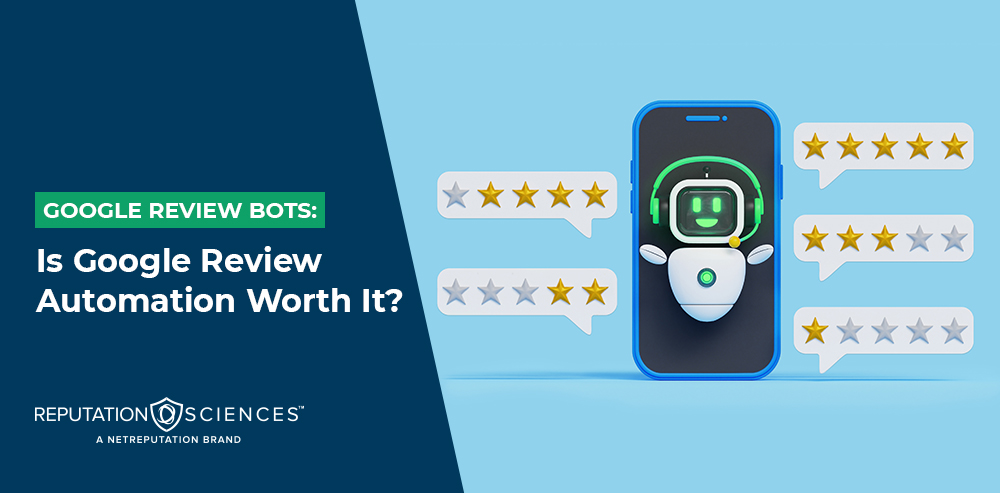 GOOGLE REVIEW BOTS:
Is Google Review
Automation Worth It?
REPUTATION SCIENCES™
A NETREPUTATION BRAND